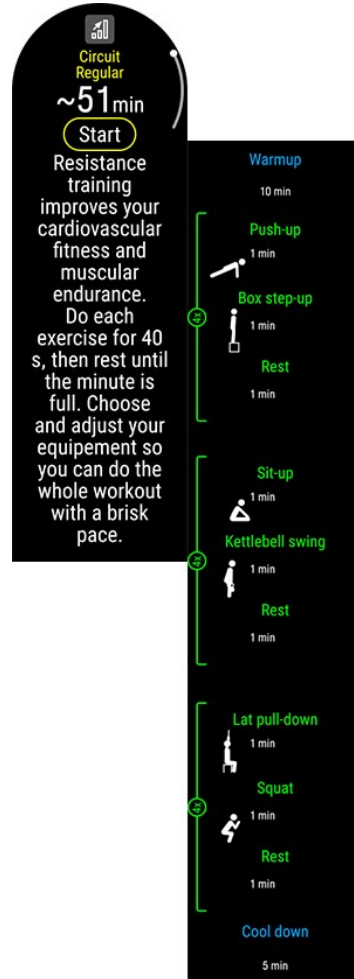 Circuit
Regular
~51min
Start
Resistance
training
improves your
cardiovascular
fitness and
muscular
endurance.
Do each
exercise for 40
s, then rest until
the minute is
full. Choose
and adjust your
equipement so
you can do the
whole workout
with a brisk
pace.
Warmup
10 min
4x
Push-up
1 min
Box step-up
1 min
Rest
1 min
4x
Sit-up
1 min
Kettlebell swing
1 min
Rest
1 min
4x
Lat pull-down
1 min
Squat
1 min
Rest
1 min
Cool down
5 min